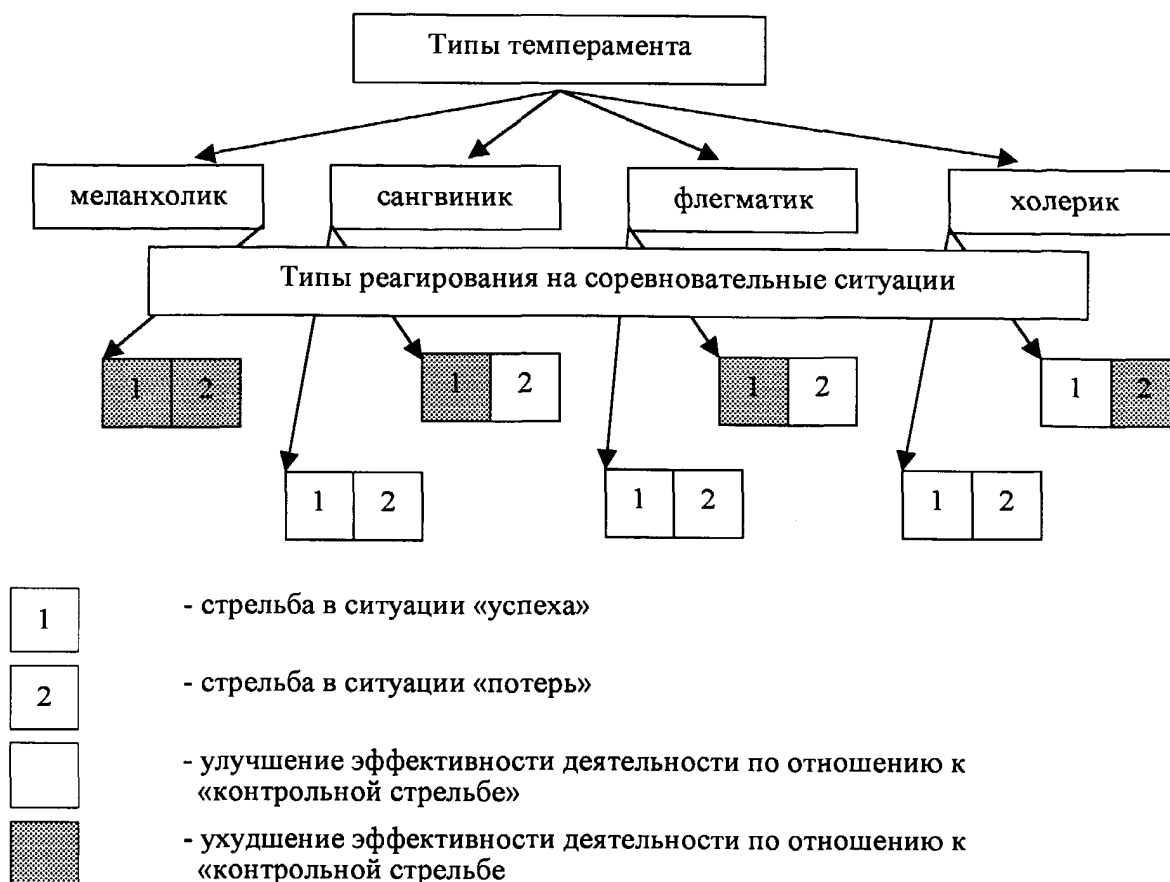 Типы темперамента
меланхолик
сангвиник
флегматик
холерик
Типы реагирования на соревновательные ситуации
1 2
1 2
1 2
1 2
1 2
1 2
1 2
1
- стрельба в ситуации «успеха»
2
- стрельба в ситуации «потерь»
- улучшение эффективности деятельности по отношению к
«контрольной стрельбе»
- ухудшение эффективности деятельности по отношению к
«контрольной стрельбе